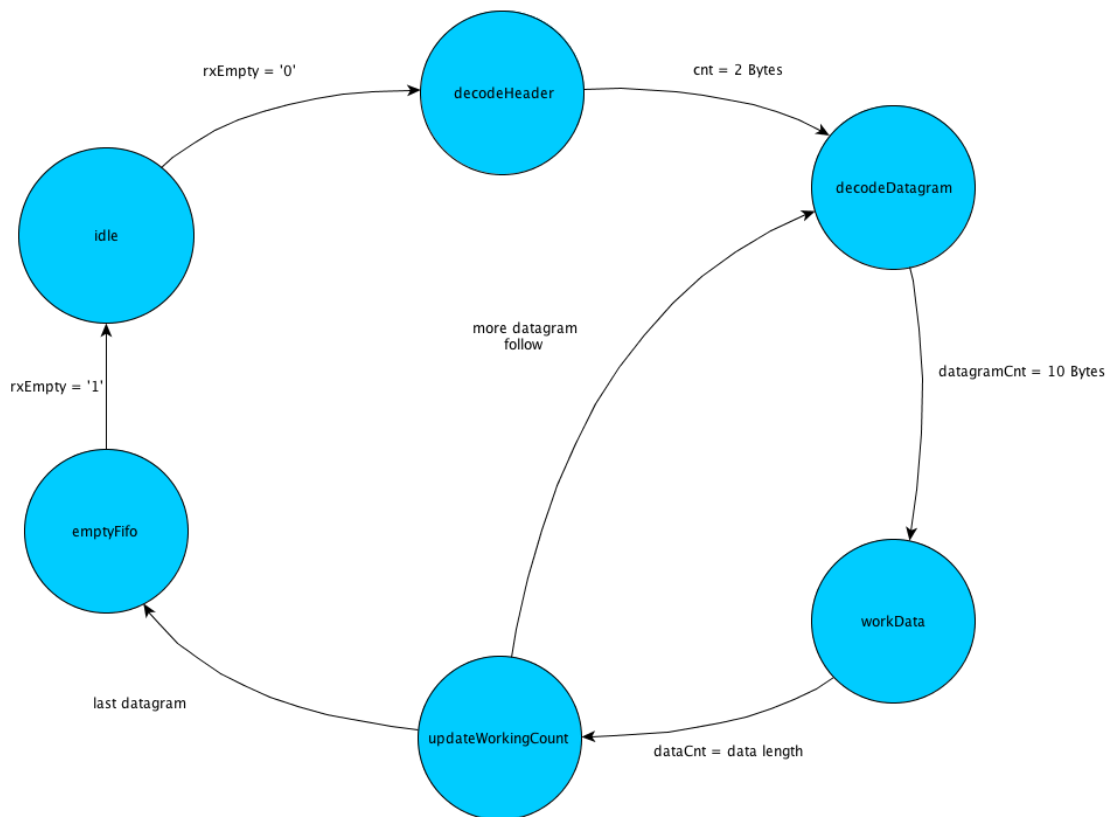 rxEmpty = '0'
cnt = 2 Bytes
decodeHeader
decodeDatagram
idle
more datagram
follow
datagramCnt = 10 Bytes
rxEmpty = '1'
emptyFifo
workData
last datagram
updateWorkingCount
dataCnt = data length